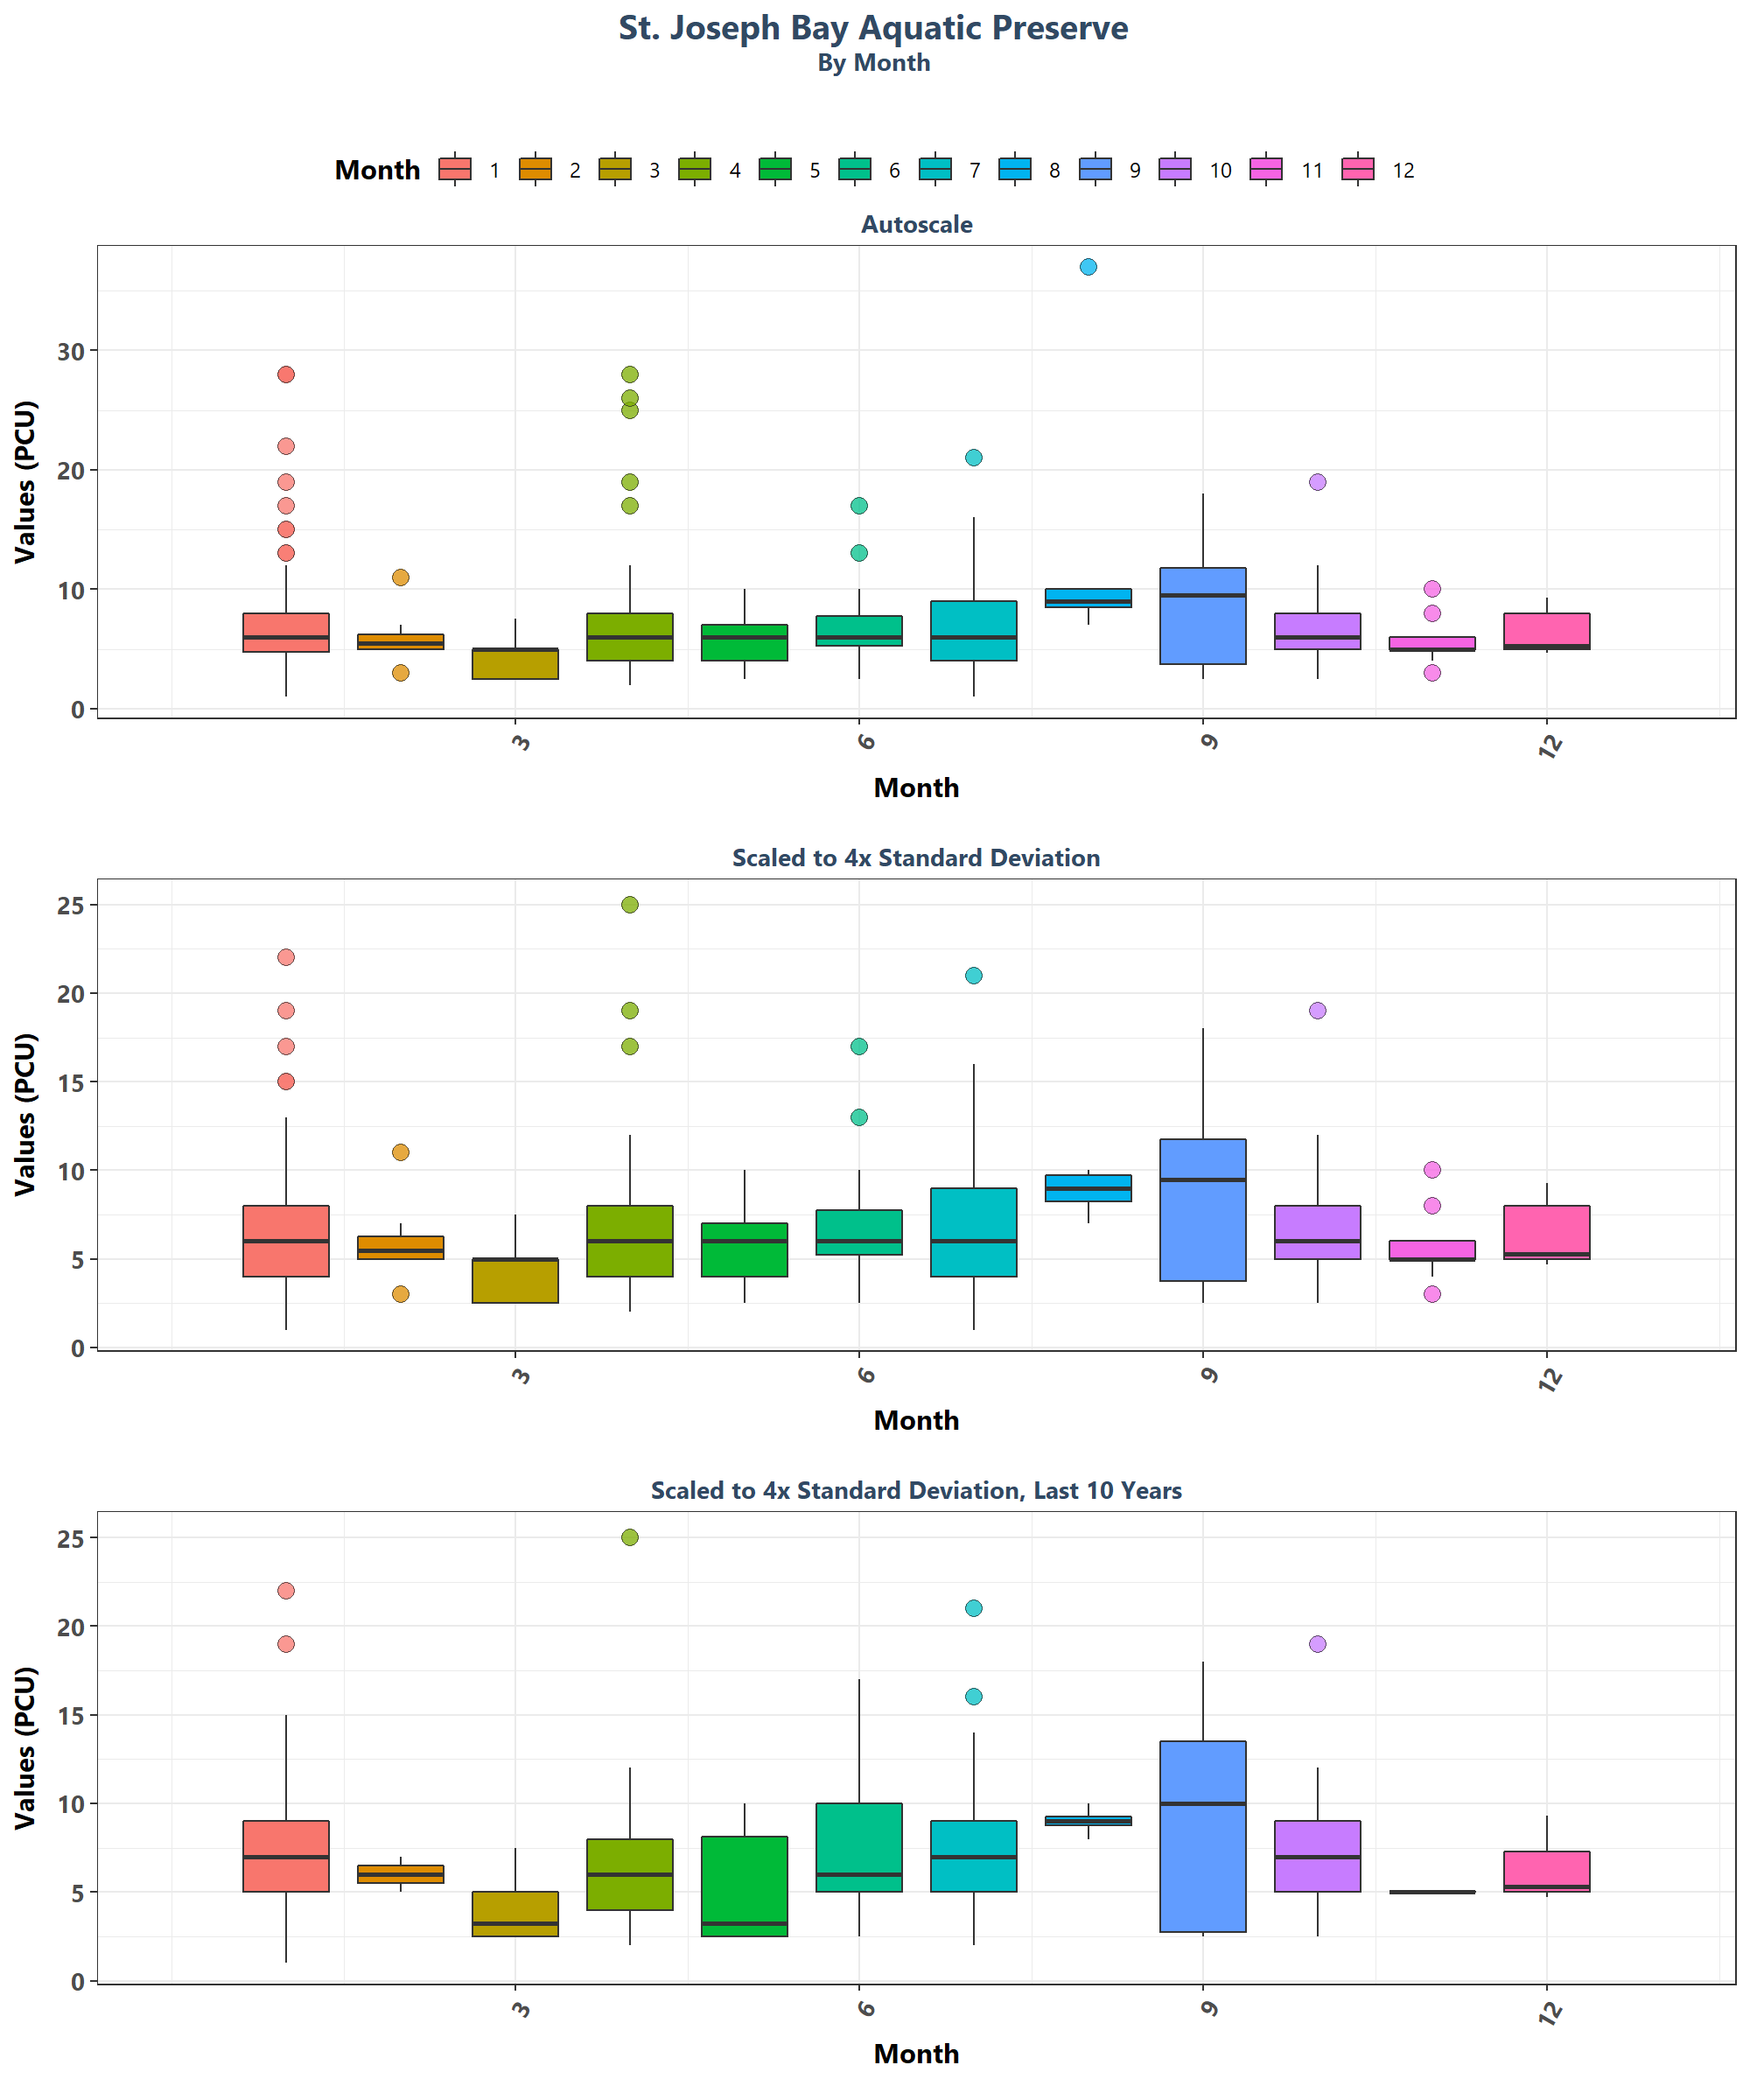 St. Joseph Bay Aquatic Preserve
By Month
Month 1 2 3 4 5 6 7 8 9 10 11 12
Autoscale
Values (PCU)
30
20
10
0
3 6 9 12
Month
Scaled to 4x Standard Deviation
Values (PCU)
25
20
15
10
5
0
3 6 9 12
Month
Scaled to 4x Standard Deviation, Last 10 Years
Values (PCU)
25
20
15
10
5
0
3 6 9 12
Month